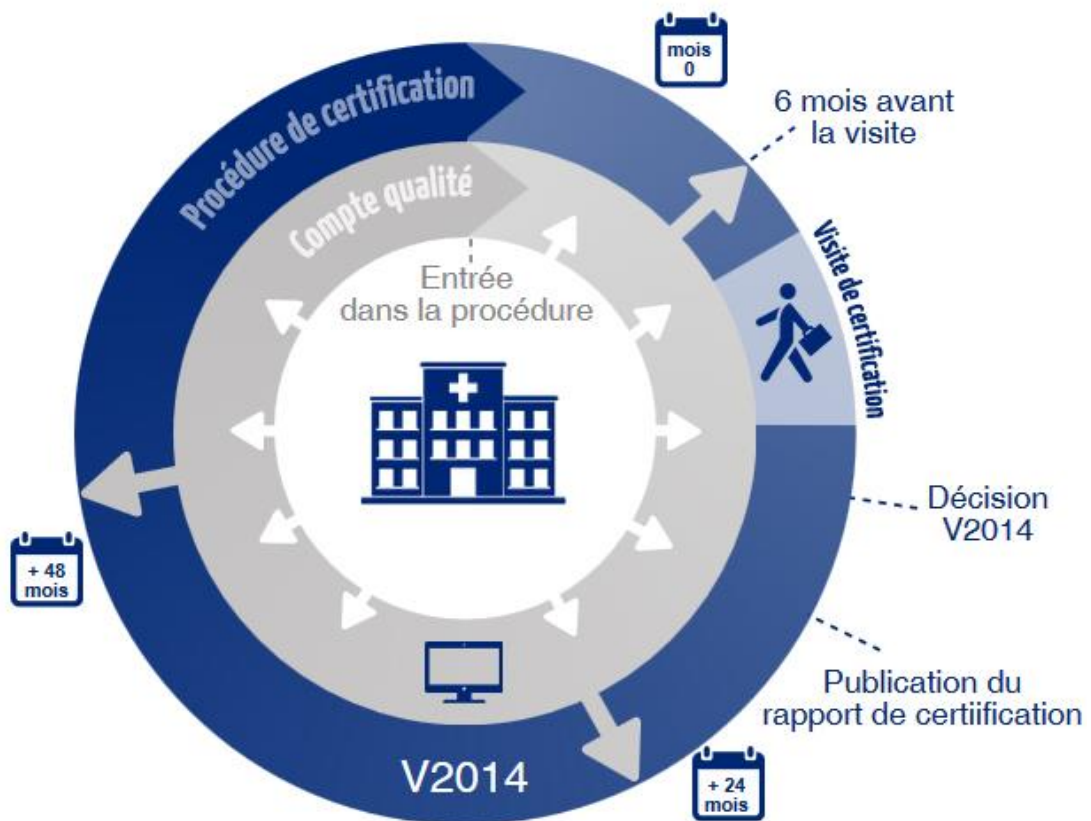 mois
0
6 mois avant
la visite
Procédure de certification
Compte qualité
Entrée
dans la procédure
Visite de certification
Décision
V2014
+ 48
mois
Publication du
rapport de certiification
V2014
+ 24
mois